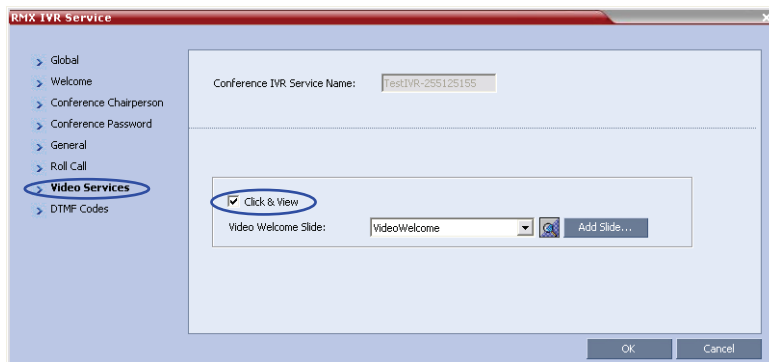 RMX IVR Service
Global
Welcome
Conference Chairperson
Conference Password
General
Roll Call
Video Services
DTMF Codes
Conference IVR Service Name: TestIVR-255125155
Click & View
Video Welcome Slide: VideoWelcome Add Slide...
OK Cancel